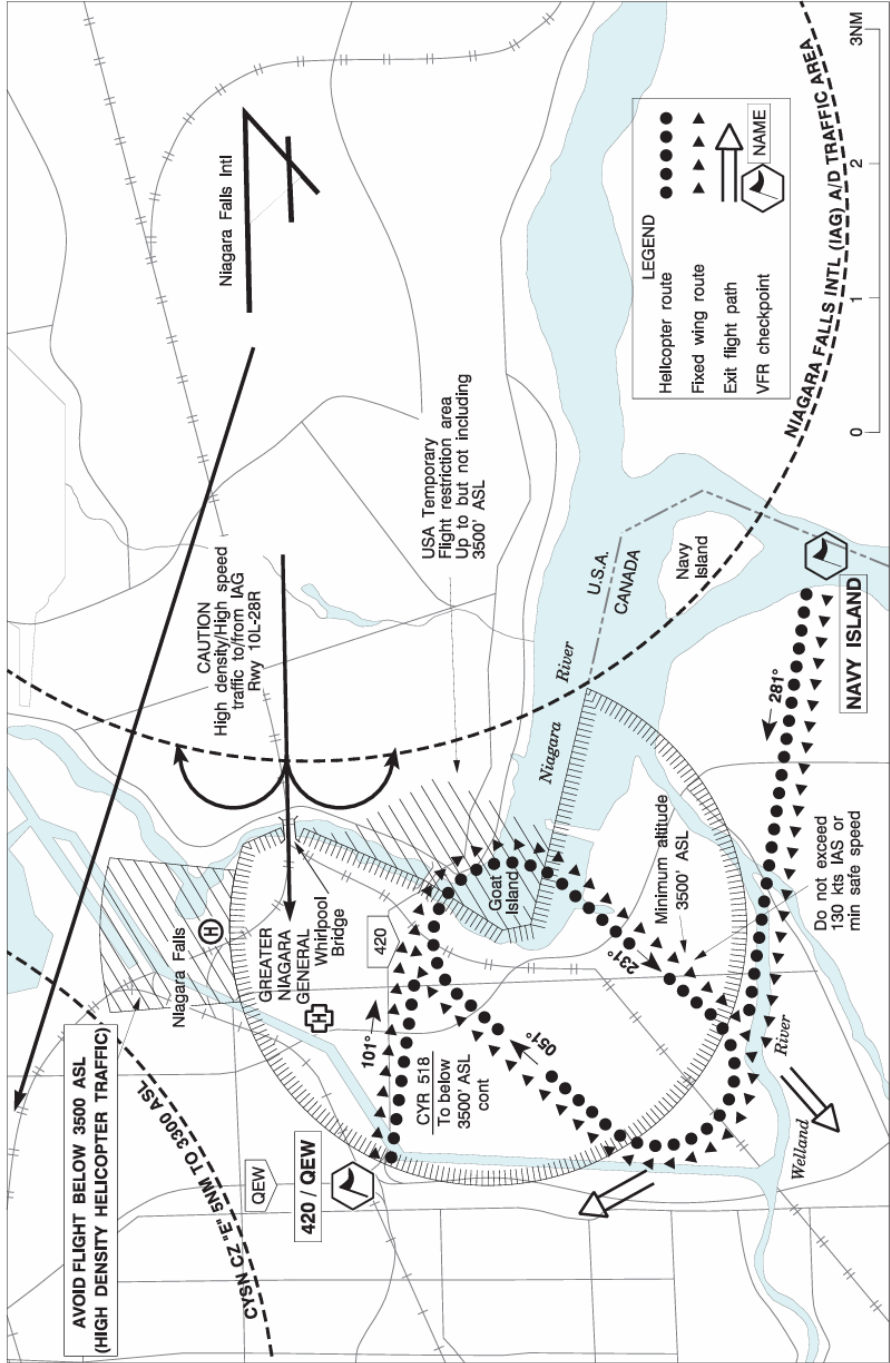 AVOID FLIGHT BELOW 3500 ASL
(HIGH DENSITY HELICOPTER TRAFFIC)
CYSN CZ "E" 5NM TO 3300 ASL
Niagara Falls
H
QEW
420 / QEW
GREATER
NIAGARA
GENERAL
H
Whirlpool
Bridge
101°
420
CYR 518
To below
3500' ASL
cont
051°
Goat
Island
231°
Minimum altitude
3500' ASL
Do not exceed
130 kts IAS or
min safe speed
Welland
River
281°
NAVY ISLAND
Niagara
River
U.S.A.
CANADA
Navy
Island
CAUTION
High density/High speed
traffic to/from IAG
Rwy 10L-28R
USA Temporary
Flight restriction area
Up to but not including
3500' ASL
Niagara Falls Intl
LEGEND
Helicopter route
Fixed wing route
Exit flight path
VFR checkpoint
NAME
NIAGARA FALLS INTL (IAG) A/D TRAFFIC AREA
0
1
2
3NM